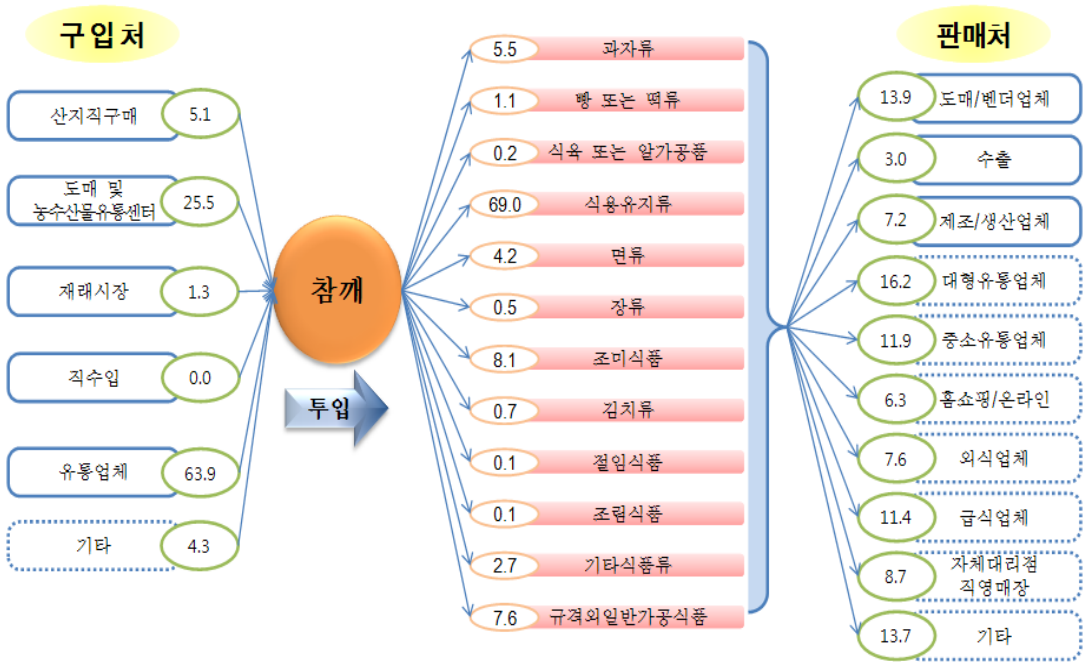 구입처
산지직구매
5.1
도매 및
농수산물유통센터
25.5
재래시장
1.3
직수입
0.0
유통업체
63.9
기타
4.3
참깨
투입
5.5
과자류
1.1
빵 또는 떡류
0.2
식육 또는 알가공품
69.0
식용유지류
4.2
면류
0.5
장류
8.1
조미식품
0.7
김치류
0.1
절임식품
0.1
조림식품
2.7
기타식품류
7.6
규격외일반가공식품
판매처
13.9
도매/벤더업체
3.0
수출
7.2
제조/생산업체
16.2
대형유통업체
11.9
중소유통업체
6.3
홈쇼핑/온라인
7.6
외식업체
11.4
급식업체
8.7
자체대리점
직영매장
13.7
기타